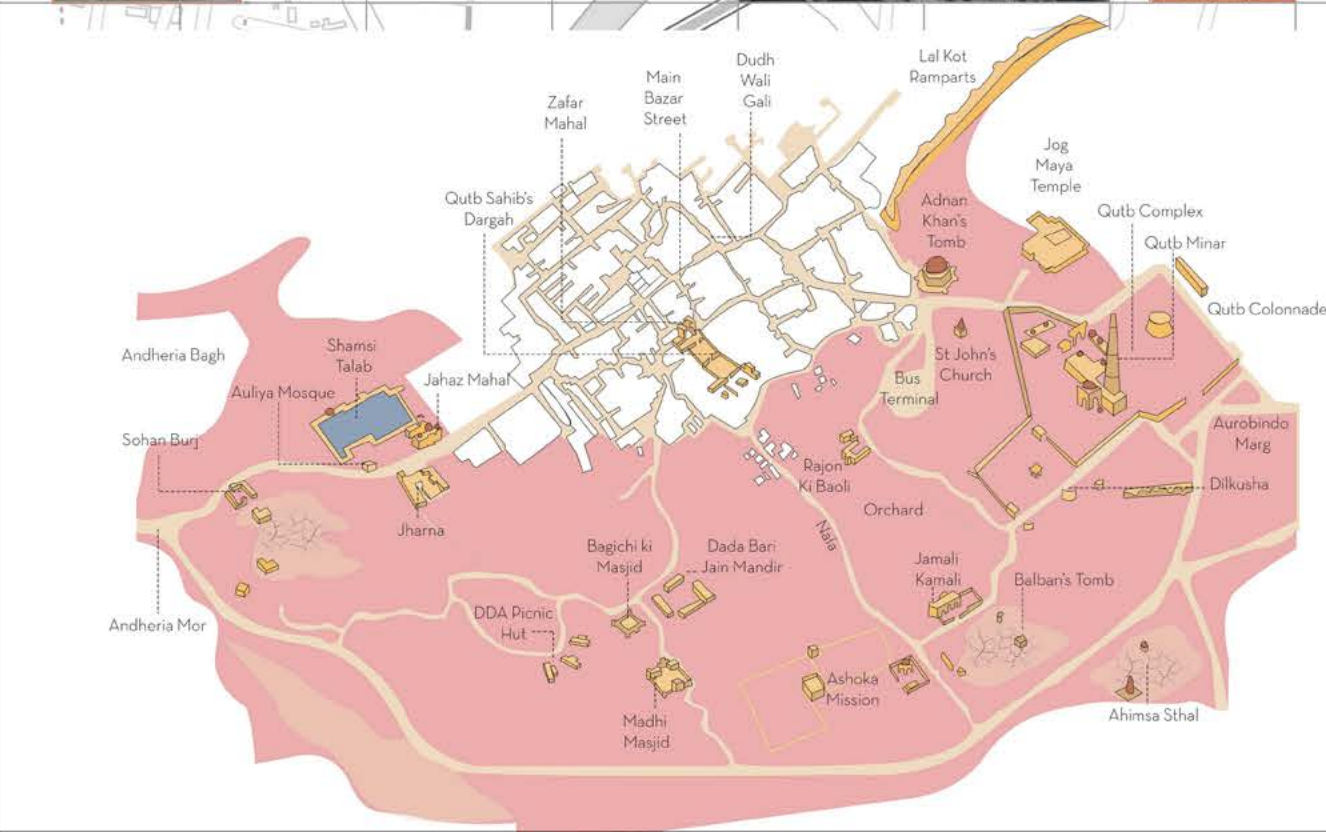 Lal Kot
Ramparts
Dudh
Wali
Gali
Main
Bazar
Street
Zafar
Mahal
Jog
Maya
Temple
Qutb Sahib's
Dargah
Adnan
Khan's
Tomb
Qutb Complex
Qutb Minar
Qutb Colonnade
Andheria Bagh
Shamsi
Talab
Jahaz Mahal
Auliya Mosque
Sohan Burj
St John's
Church
Bus
Terminal
Aurobindo
Marg
Rajon
Ki Baoli
Dilkusha
Orchard
Jharna
Nala
Bagichi ki
Masjid
Dada Bari
Jain Mandir
Jamali
Kamali
Balban's Tomb
Andheria Mor
DDA Picnic
Hut
Ashoka
Mission
Madhi
Masjid
Ahimsa Sthal